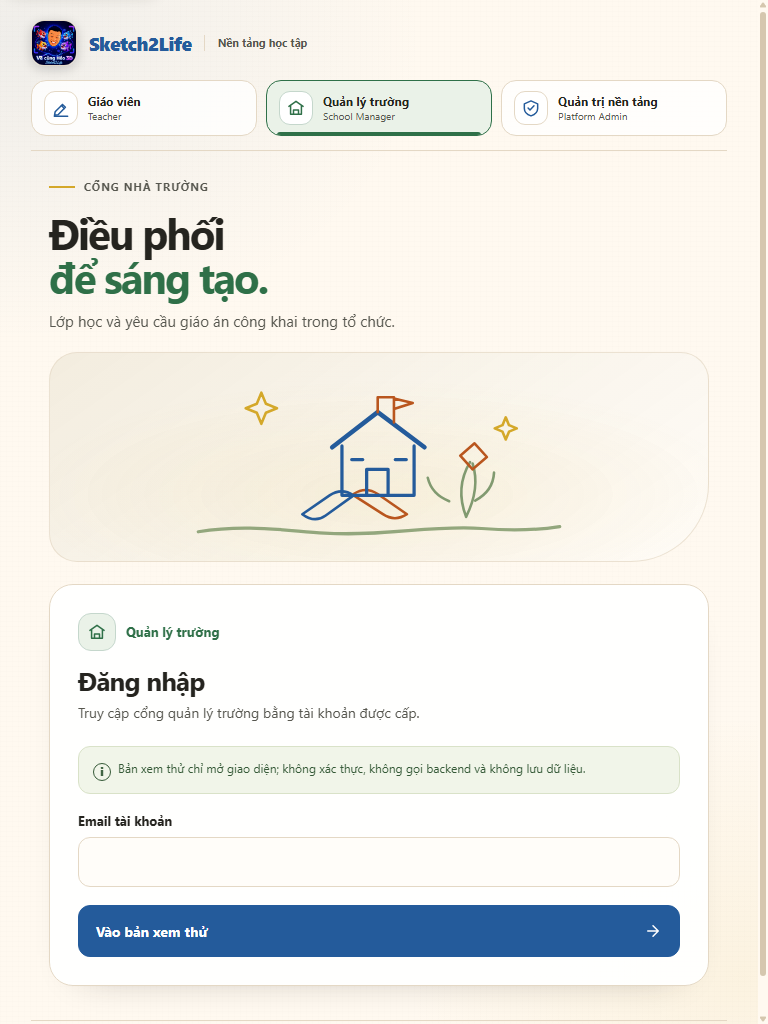 Sketch2Life
Nền tảng học tập
Giáo viên
Teacher
Quản lý trường
School Manager
Quản trị nền tảng
Platform Admin
CỔNG NHÀ TRƯỜNG
Điều phối
để sáng tạo.
Lớp học và yêu cầu giáo án công khai trong tổ chức.
Quản lý trường
Đăng nhập
Truy cập cổng quản lý trường bằng tài khoản được cấp.
Bản xem thử chỉ mở giao diện; không xác thực, không gọi backend và không lưu dữ liệu.
Email tài khoản
Vào bản xem thử